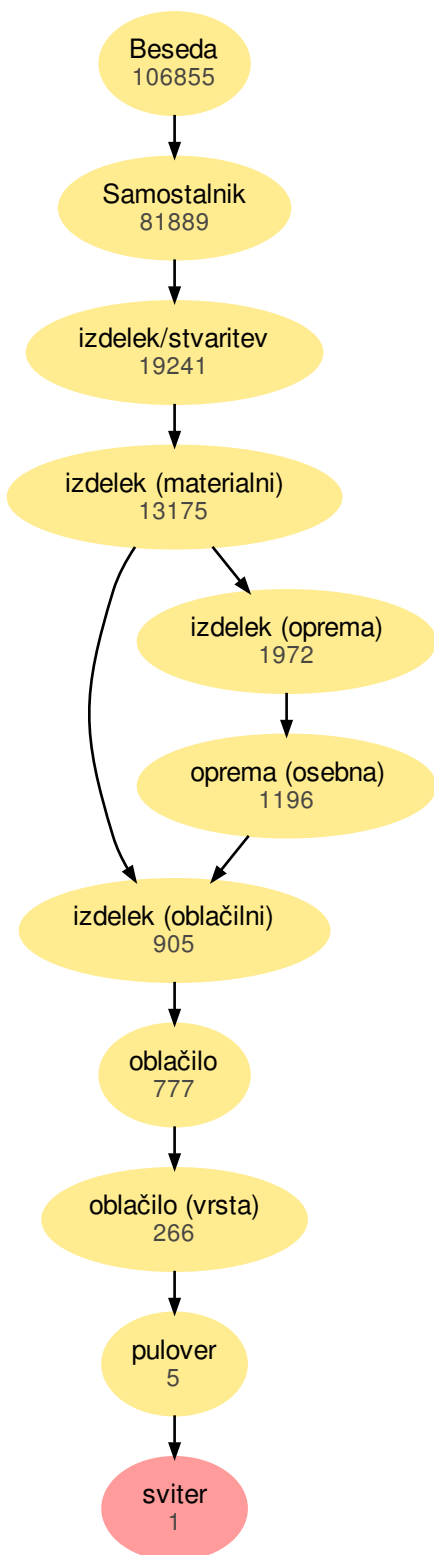 Beseda
106855
Samostalnik
81889
izdelek/stvaritev
19241
izdelek (materialni)
13175
izdelek (oprema)
1972
oprema (osebna)
1196
izdelek (oblačilni)
905
oblačilo
777
oblačilo (vrsta)
266
pulover
5
sviter
1